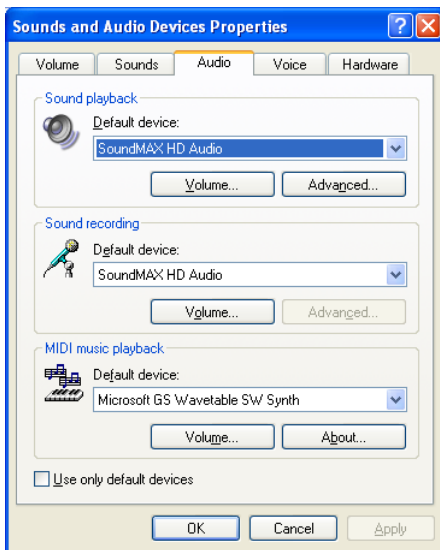 Sounds and Audio Devices Properties
Volume Sounds Audio Voice Hardware
Sound playback
Default device:
SoundMAX HD Audio
Volume... Advanced...
Sound recording
Default device:
SoundMAX HD Audio
Volume... Advanced...
MIDI music playback
Default device:
Microsoft GS Wavetable SW Synth
Volume... About...
Use only default devices
OK Cancel Apply